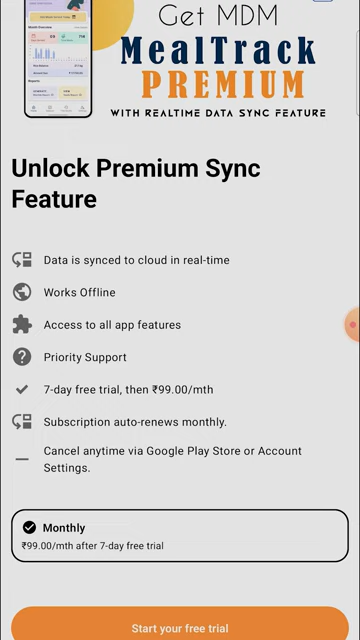 Get MDM
MealTrack
PREMIUM
WITH REALTIME DATA SYNC FEATURE
Unlock Premium Sync
Feature
Data is synced to cloud in real-time
Works Offline
Access to all app features
Priority Support
7-day free trial, then ₹99.00/mth
Subscription auto-renews monthly.
Cancel anytime via Google Play Store or Account
Settings.
Monthly
₹99.00/mth after 7-day free trial
Start your free trial